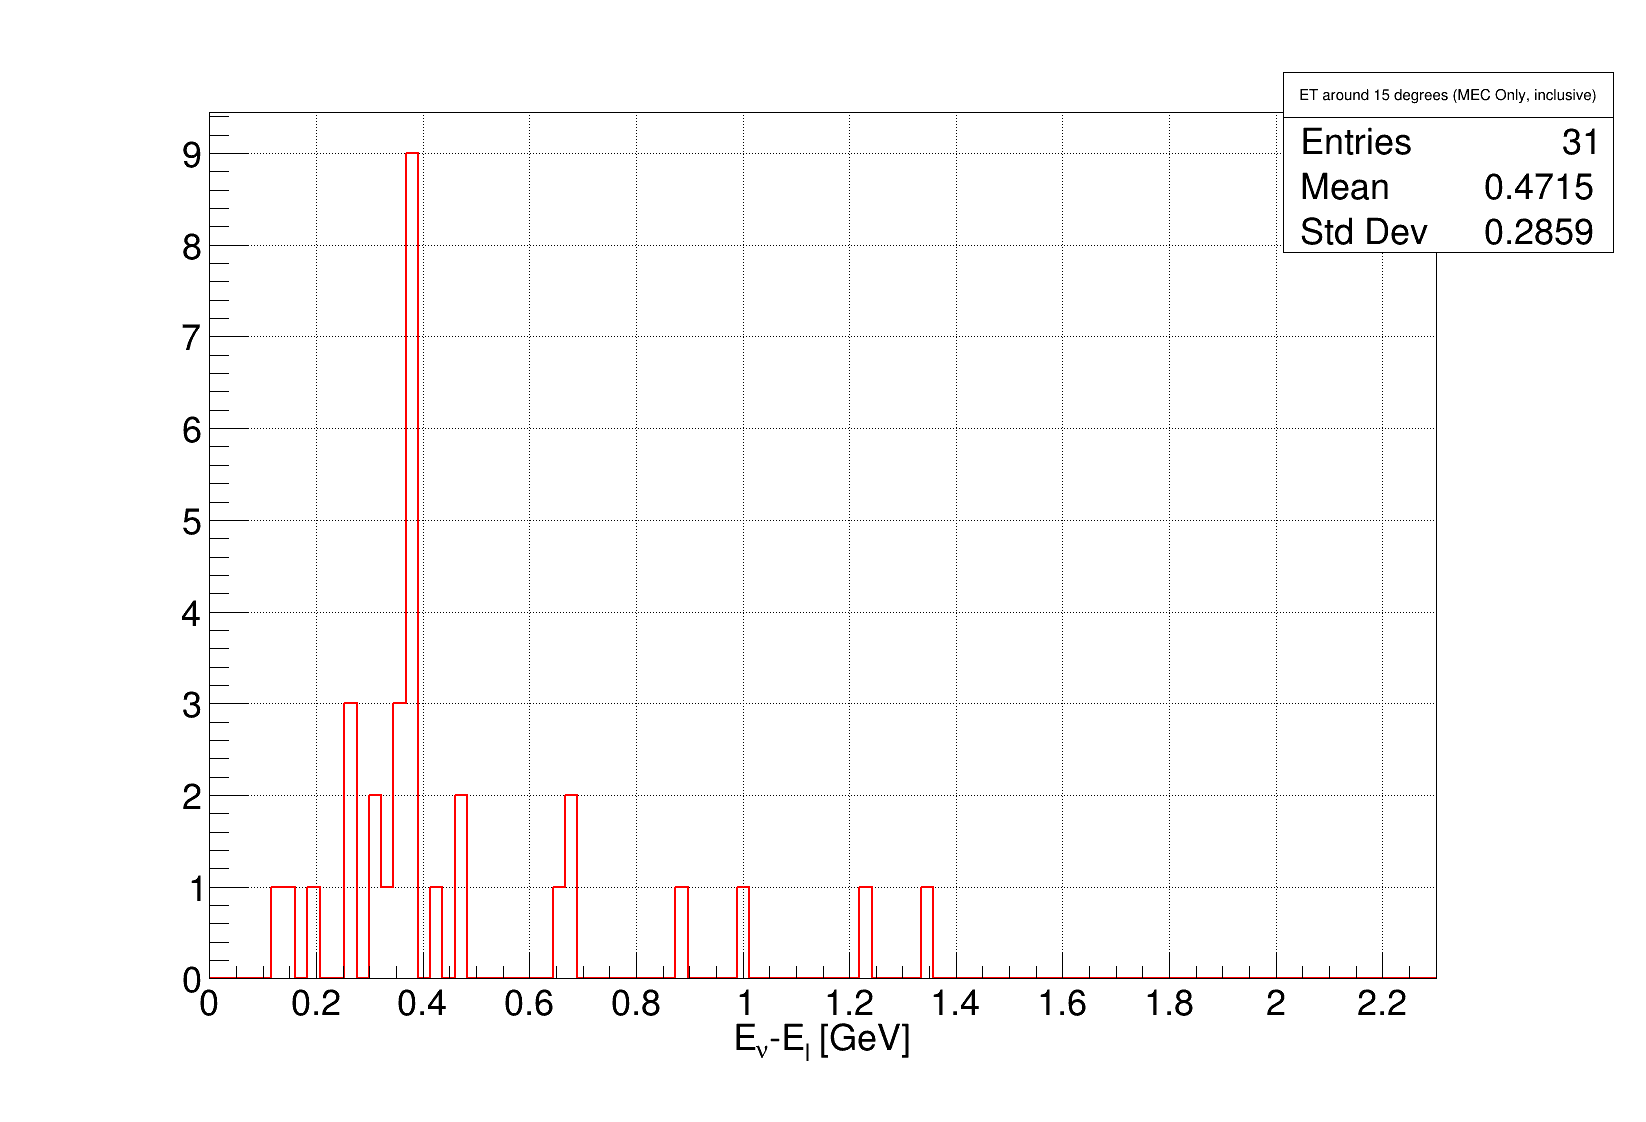 ET around 15 degrees (MEC Only, inclusive)
Entries 31
Mean 0.4715
Std Dev 0.2859
9
8
7
6
5
4
3
2
1
0
0 0.2 0.4 0.6 0.8 1 1.2 1.4 1.6 1.8 2 2.2
Eν-El [GeV]